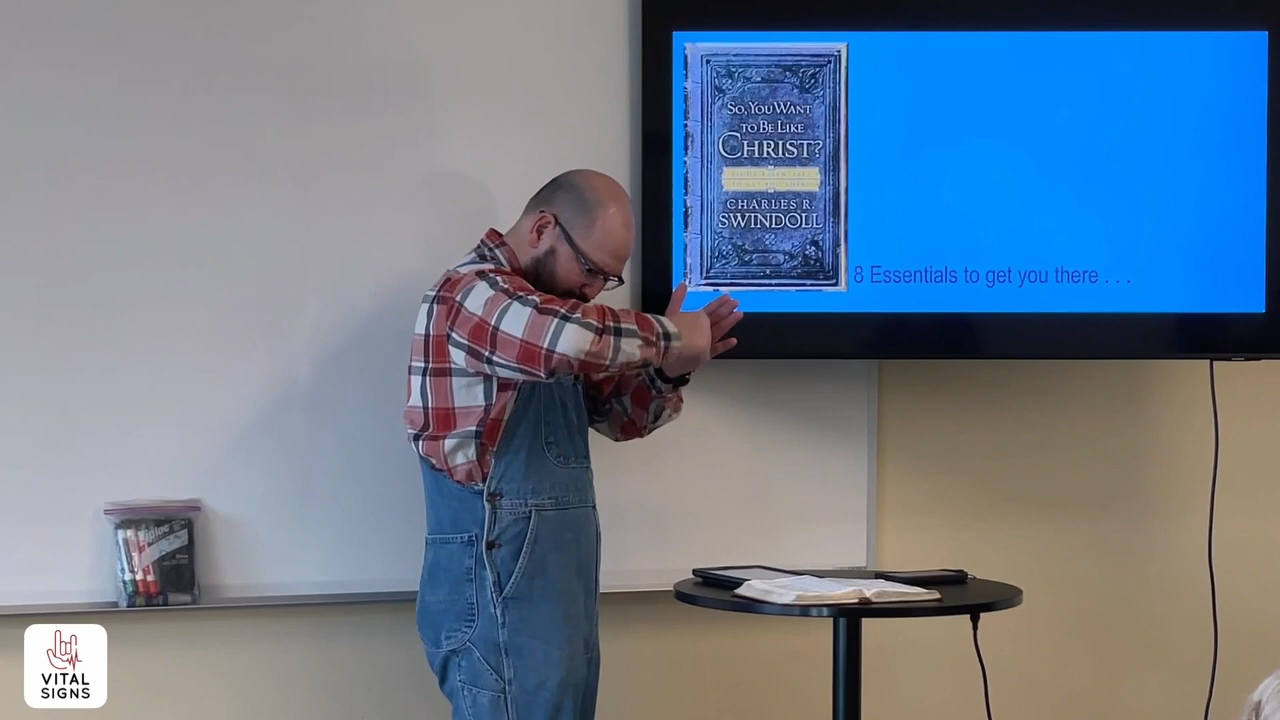 SO, YOU WANT
TO BE LIKE
CHRIST?
CHARLES R.
SWINDOLL
8 Essentials to get you there . . .
VITAL
SIGNS